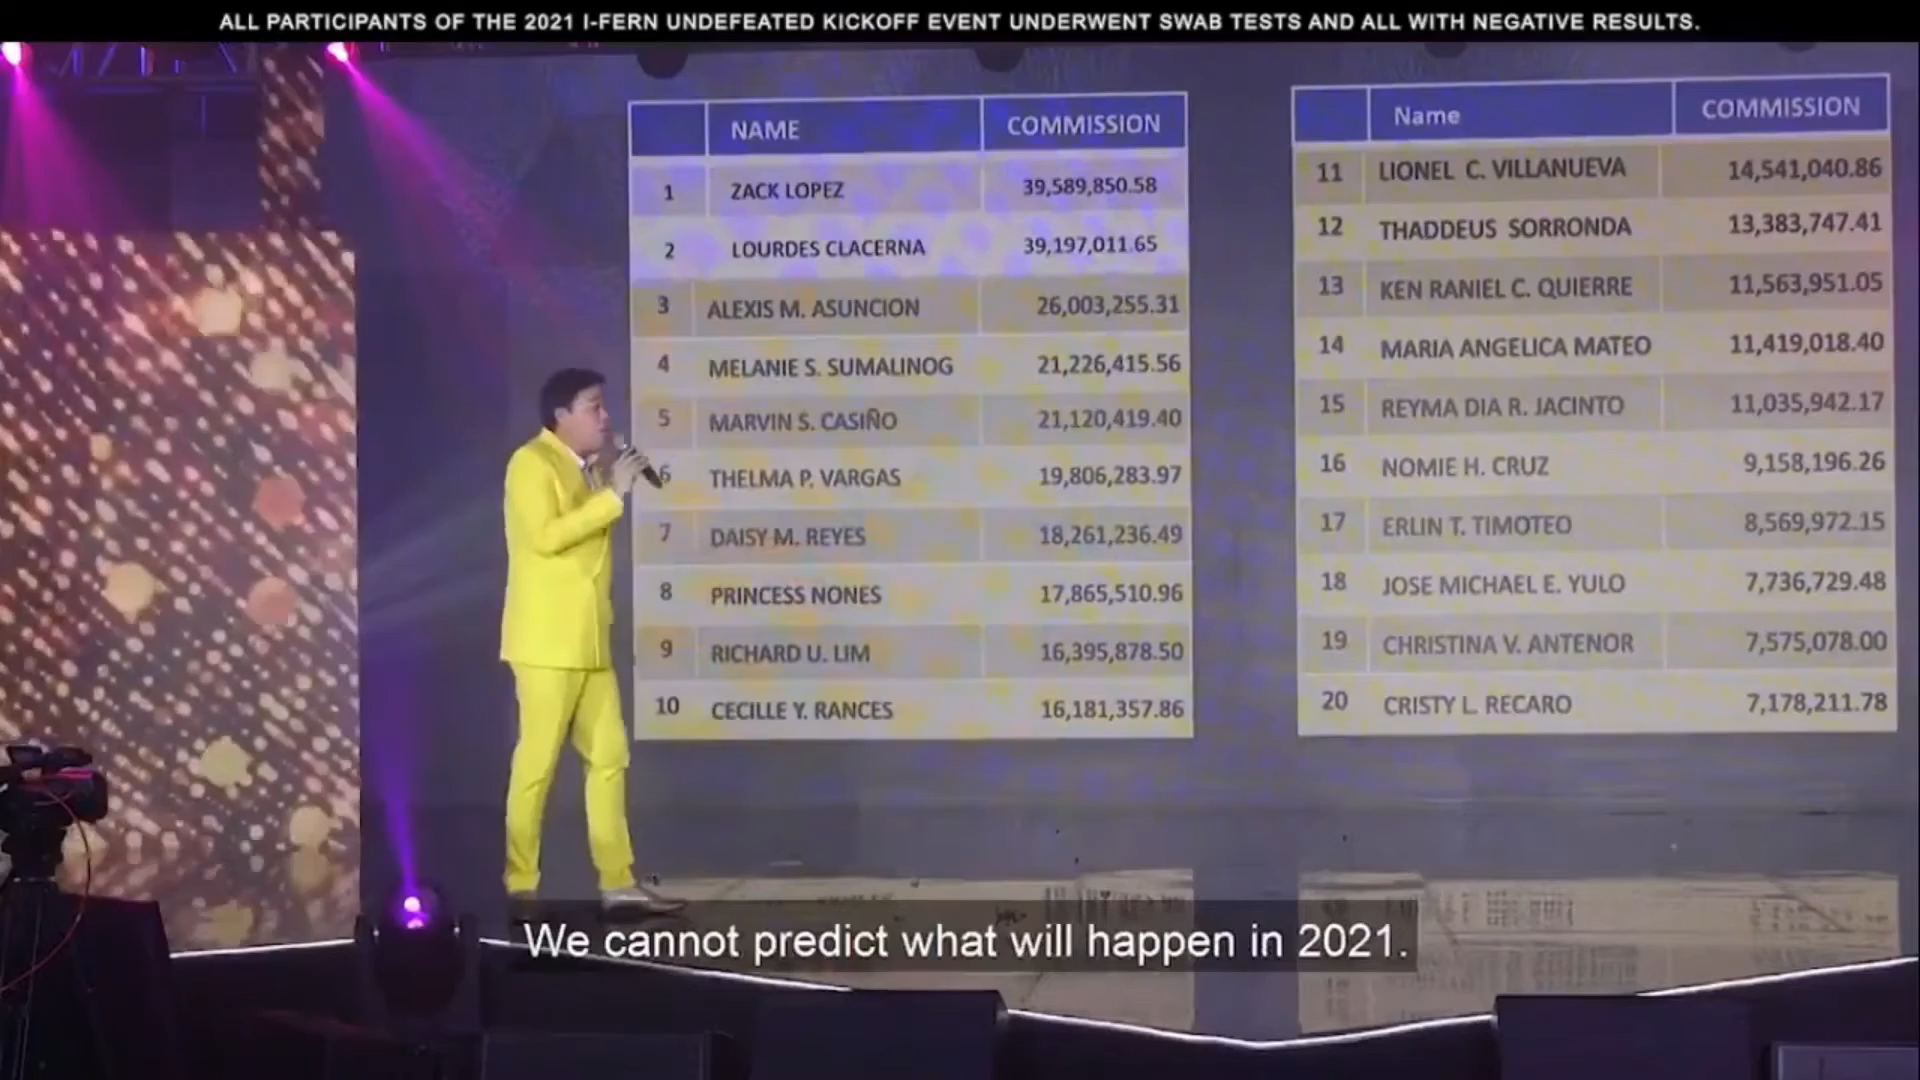 ALL PARTICIPANTS OF THE 2021 I-FERN UNDEFEATED KICKOFF EVENT UNDERWENT SWAB TESTS AND ALL WITH NEGATIVE RESULTS.
NAME COMMISSION
1 ZACK LOPEZ 39,589,850.58
2 LOURDES CLACERNA 39,197,011.65
3 ALEXIS M. ASUNCION 26,003,255.31
4 MELANIE S. SUMALINOG 21,226,415.56
5 MARVIN S. CASIÑO 21,120,419.40
6 THELMA P. VARGAS 19,806,283.97
7 DAISY M. REYES 18,261,236.49
8 PRINCESS NONES 17,865,510.96
9 RICHARD U. LIM 16,395,878.50
10 CECILLE Y. RANCES 16,181,357.86
Name COMMISSION
11 LIONEL C. VILLANUEVA 14,541,040.86
12 THADDEUS SORRONDA 13,383,747.41
13 KEN RANIEL C. QUIERRE 11,563,951.05
14 MARIA ANGELICA MATEO 11,419,018.40
15 REYMA DIA R. JACINTO 11,035,942.17
16 NOMIE H. CRUZ 9,158,196.26
17 ERLIN T. TIMOTEO 8,569,972.15
18 JOSE MICHAEL E. YULO 7,736,729.48
19 CHRISTINA V. ANTENOR 7,575,078.00
20 CRISTY L. RECARO 7,178,211.78
We cannot predict what will happen in 2021.